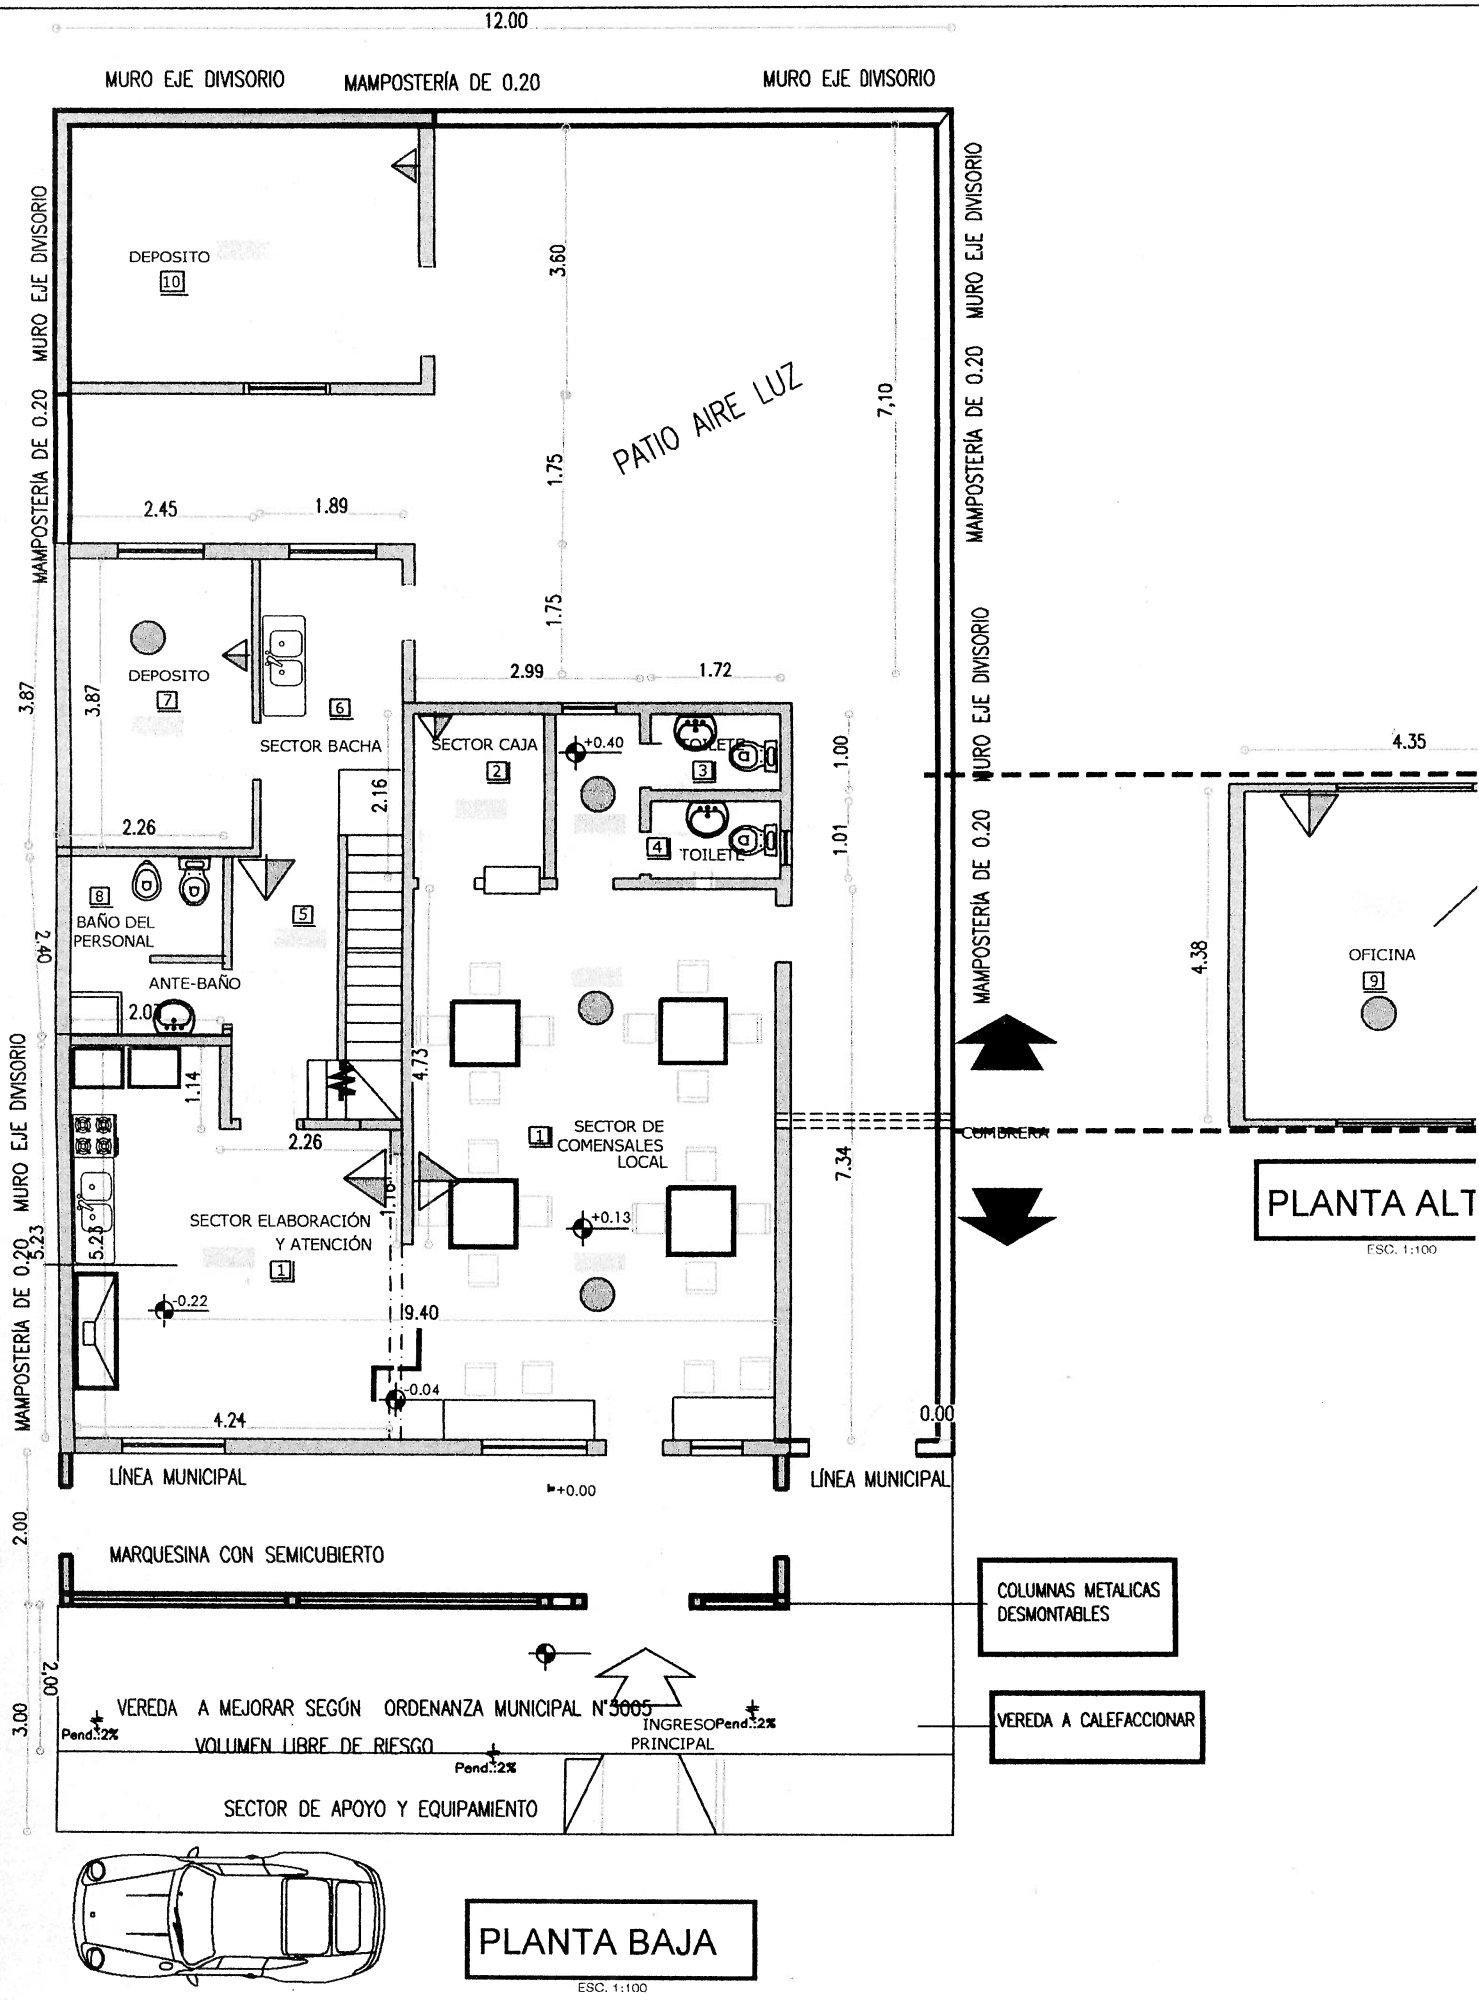 12.00
MURO EJE DIVISORIO
MAMPOSTERÍA DE 0.20
MURO EJE DIVISORIO
MURO EJE DIVISORIO
MAMPOSTERÍA DE 0.20
MURO EJE DIVISORIO
MAMPOSTERÍA DE 0.20
DEPOSITO
10
3.60
7,10
PATIO AIRE LUZ
1.75
2.45
1.89
1.75
2.99
1.72
3.87
3.87
DEPOSITO
7
6
SECTOR BACHA
SECTOR CAJA
2
+0.40
TOILETE
3
1.00
MURO EJE DIVISORIO
MAMPOSTERÍA DE 0.20
4.35
2.16
2.26
4
TOILETE
1.01
8
BAÑO DEL
PERSONAL
5
2.40
ANTE-BAÑO
4.38
OFICINA
9
1.14
4.73
2.26
1
SECTOR DE
COMENSALES
LOCAL
7.34
CUMBRERA
MURO EJE DIVISORIO
MAMPOSTERÍA DE 0.20
5.23
5.23
SECTOR ELABORACIÓN
Y ATENCIÓN
1
+0.13
PLANTA ALT
ESC. 1:100
-0.22
9.40
-0.04
4.24
0.00
LÍNEA MUNICIPAL
+0.00
LÍNEA MUNICIPAL
2.00
MARQUESINA CON SEMICUBIERTO
COLUMNAS METALICAS
DESMONTABLES
2,00
3.00
VEREDA A MEJORAR SEGÚN ORDENANZA MUNICIPAL N°3005
Pend.:2%
INGRESO
PRINCIPAL
Pend.:2%
VEREDA A CALEFACCIONAR
VOLUMEN LIBRE DE RIESGO
Pend.:2%
SECTOR DE APOYO Y EQUIPAMIENTO
PLANTA BAJA
ESC. 1:100